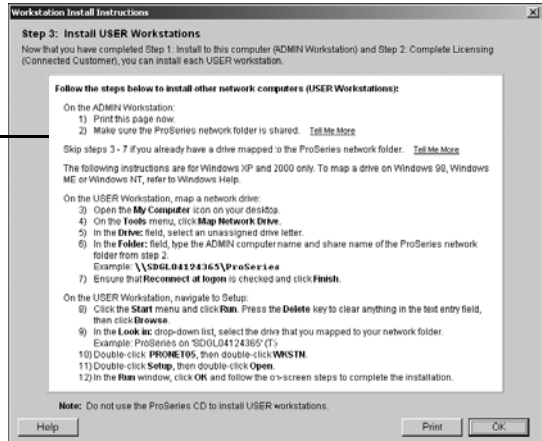 Workstation Install Instructions
Step 3: Install USER Workstations
Now that you have completed Step 1: Install to this computer (ADMIN Workstation) and Step 2: Complete Licensing
(Connected Customer), you can install each USER workstation.
Follow the steps below to install other network computers (USER Workstations):
On the ADMIN Workstation:
1) Print this page now.
2) Make sure the ProSeries network folder is shared. Tell Me More
Skip steps 3 - 7 if you already have a drive mapped to the ProSeries network folder. Tell Me More
The following instructions are for Windows XP and 2000 only. To map a drive on Windows 98, Windows
ME or Windows NT, refer to Windows Help.
On the USER Workstation, map a network drive:
3) Open the My Computer icon on your desktop.
4) On the Tools menu, click Map Network Drive.
5) In the Drive: field, select an unassigned drive letter.
6) In the Folder: field, type the ADMIN computer name and share name of the ProSeries network
folder from step 2.
Example: \\SDGL04124365\ProSeries
7) Ensure that Reconnect at logon is checked and click Finish.
On the USER Workstation, navigate to Setup:
8) Click the Start menu and click Run. Press the Delete key to clear anything in the text entry field,
then click Browse.
9) In the Look in: drop-down list, select the drive that you mapped to your network folder.
Example: ProSeries on 'SDGL04124365' (T:)
10) Double-click PRONET05, then double-click WKSTN.
11) Double-click Setup, then double-click Open.
12) In the Run window, click OK and follow the on-screen steps to complete the installation.
Note: Do not use the ProSeries CD to install USER workstations.
Help Print OK